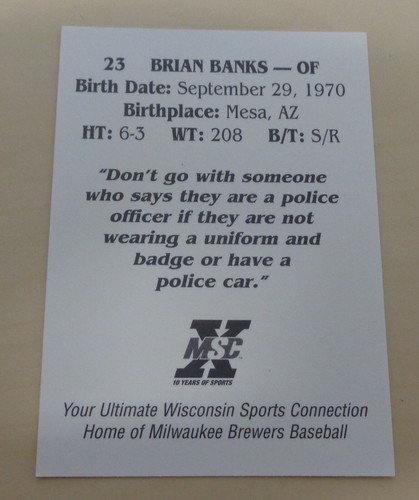 23 BRIAN BANKS — OF
Birth Date: September 29, 1970
Birthplace: Mesa, AZ
HT: 6-3 WT: 208 B/T: S/R
"Don't go with someone
who says they are a police
officer if they are not
wearing a uniform and
badge or have a
police car."
X
MSC
10 YEARS OF SPORTS
Your Ultimate Wisconsin Sports Connection
Home of Milwaukee Brewers Baseball